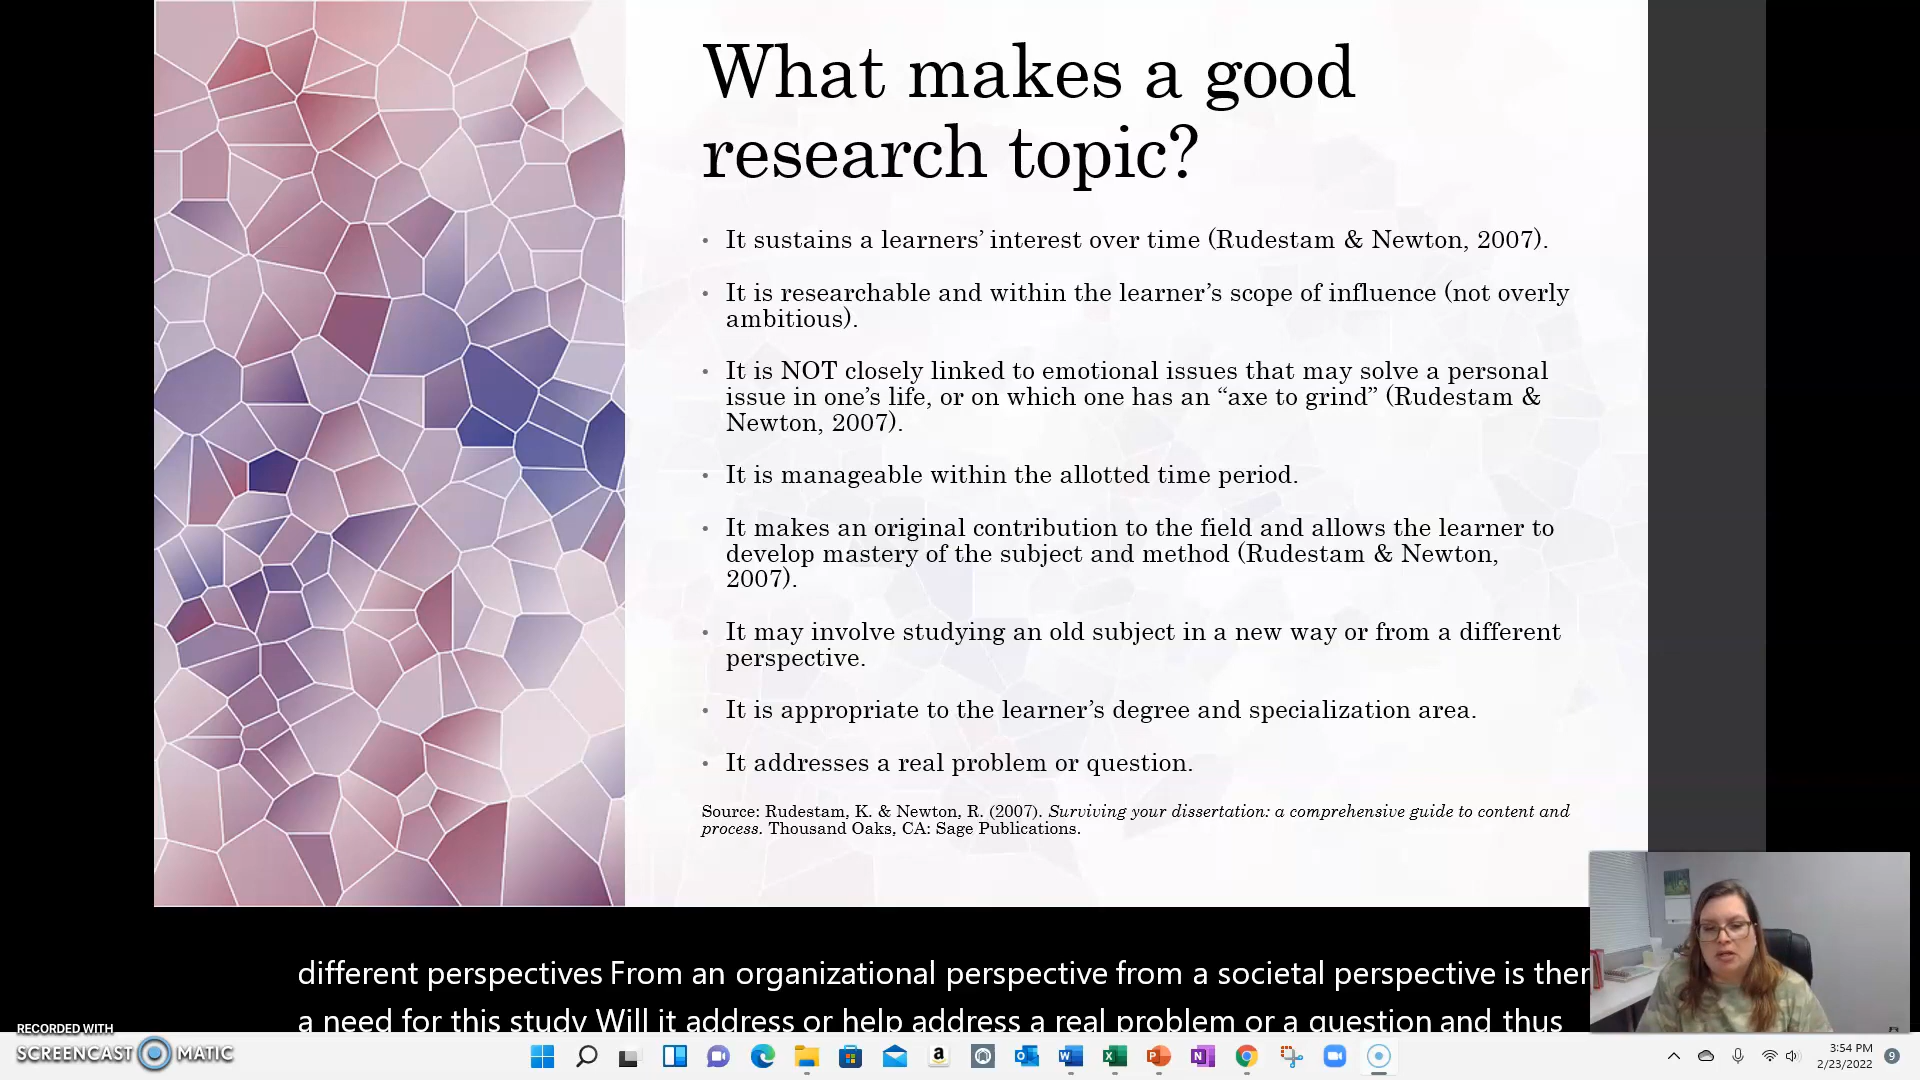 What makes a good
research topic?
• It sustains a learners’ interest over time (Rudestam & Newton, 2007).
• It is researchable and within the learner’s scope of influence (not overly
ambitious).
• It is NOT closely linked to emotional issues that may solve a personal
issue in one’s life, or on which one has an “axe to grind” (Rudestam &
Newton, 2007).
• It is manageable within the allotted time period.
• It makes an original contribution to the field and allows the learner to
develop mastery of the subject and method (Rudestam & Newton,
2007).
• It may involve studying an old subject in a new way or from a different
perspective.
• It is appropriate to the learner’s degree and specialization area.
• It addresses a real problem or question.
Source: Rudestam, K. & Newton, R. (2007). Surviving your dissertation: a comprehensive guide to content and
process. Thousand Oaks, CA: Sage Publications.
different perspectives From an organizational perspective from a societal perspective is
a need for this study Will it address or help address a real problem or a question and thus
RECORDED WITH
SCREENCAST MATIC
3:54 PM
2/23/2022
9